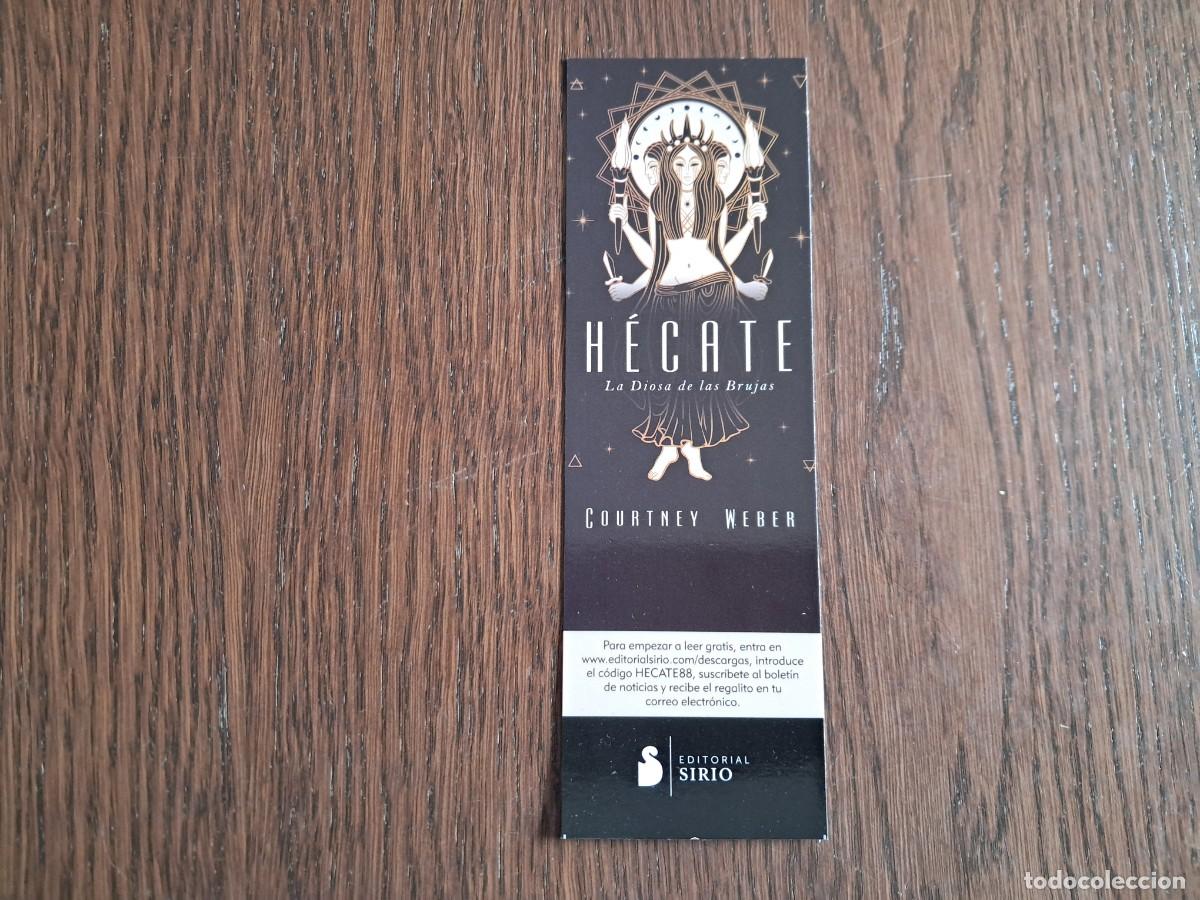 HÉCATE
La Diosa de las Brujas
COURTNEY WEBER
Para empezar a leer gratis, entra en
www.editorialsirio.com/descargas, introduce
el código HECATE88, suscríbete al boletín
de noticias y recibe el regalito en tu
correo electrónico.
EDITORIAL
SIRIO
todocoleccion